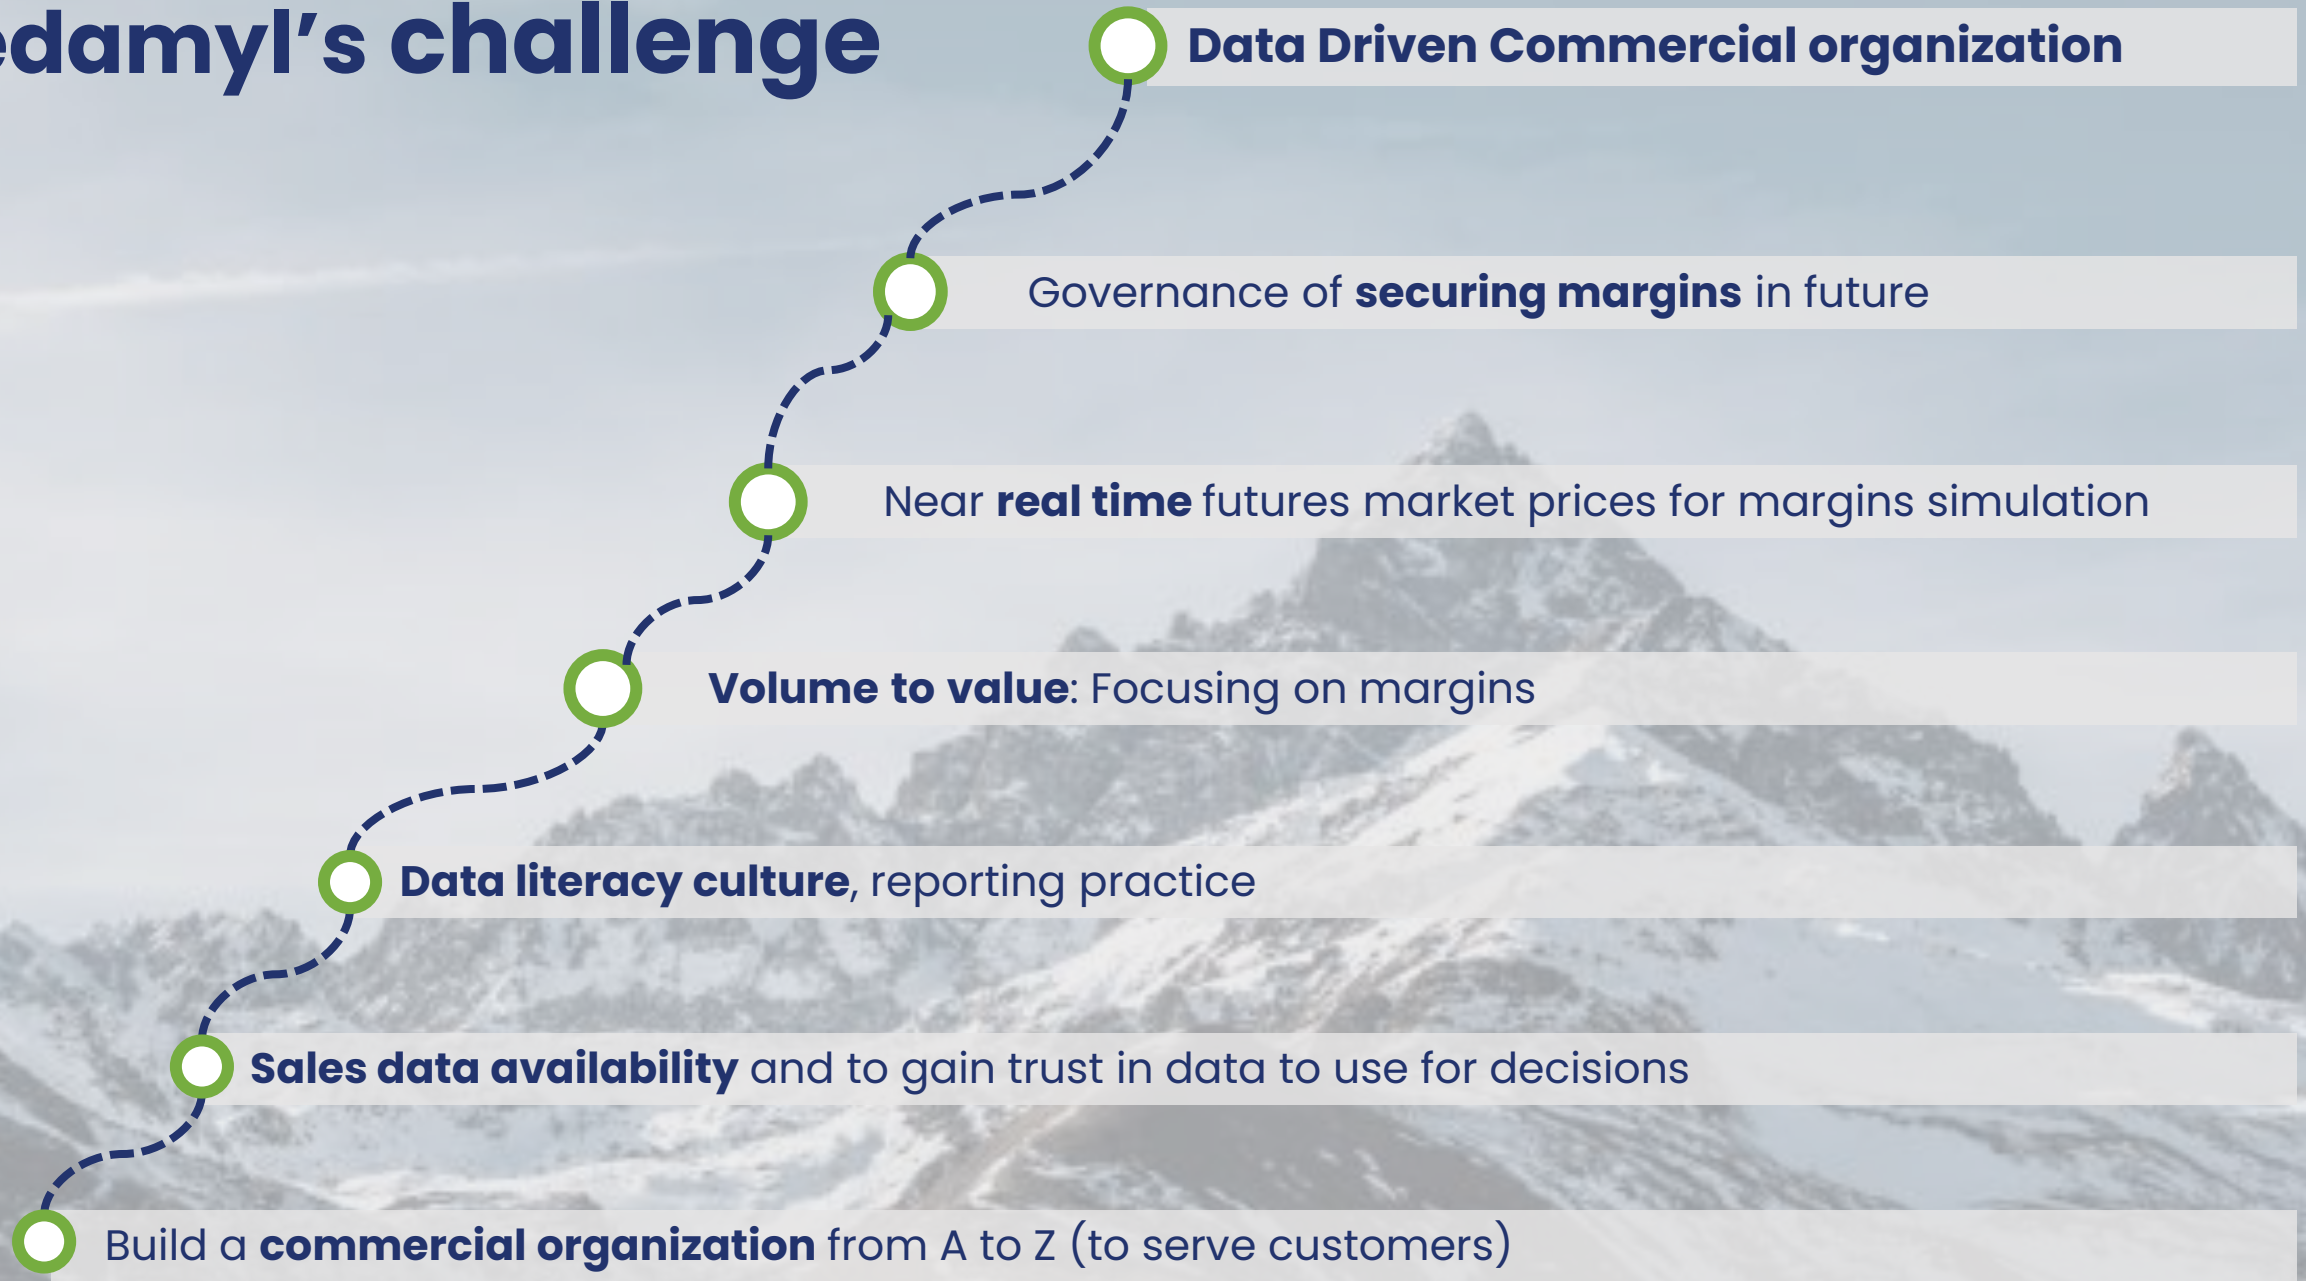 edamyl's challenge
Data Driven Commercial organization
Governance of securing margins in future
Near real time futures market prices for margins simulation
Volume to value: Focusing on margins
Data literacy culture, reporting practice
Sales data availability and to gain trust in data to use for decisions
Build a commercial organization from A to Z (to serve customers)